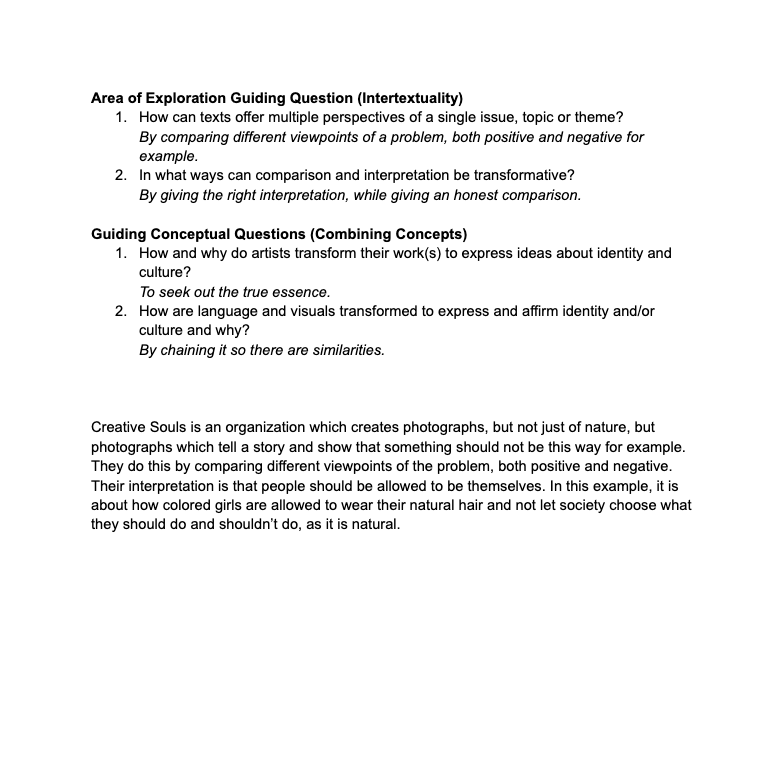 Area of Exploration Guiding Question (Intertextuality)
1. How can texts offer multiple perspectives of a single issue, topic or theme?
By comparing different viewpoints of a problem, both positive and negative for
example.
2. In what ways can comparison and interpretation be transformative?
By giving the right interpretation, while giving an honest comparison.
Guiding Conceptual Questions (Combining Concepts)
1. How and why do artists transform their work(s) to express ideas about identity and
culture?
To seek out the true essence.
2. How are language and visuals transformed to express and affirm identity and/or
culture and why?
By chaining it so there are similarities.
Creative Souls is an organization which creates photographs, but not just of nature, but
photographs which tell a story and show that something should not be this way for example.
They do this by comparing different viewpoints of the problem, both positive and negative.
Their interpretation is that people should be allowed to be themselves. In this example, it is
about how colored girls are allowed to wear their natural hair and not let society choose what
they should do and shouldn’t do, as it is natural.